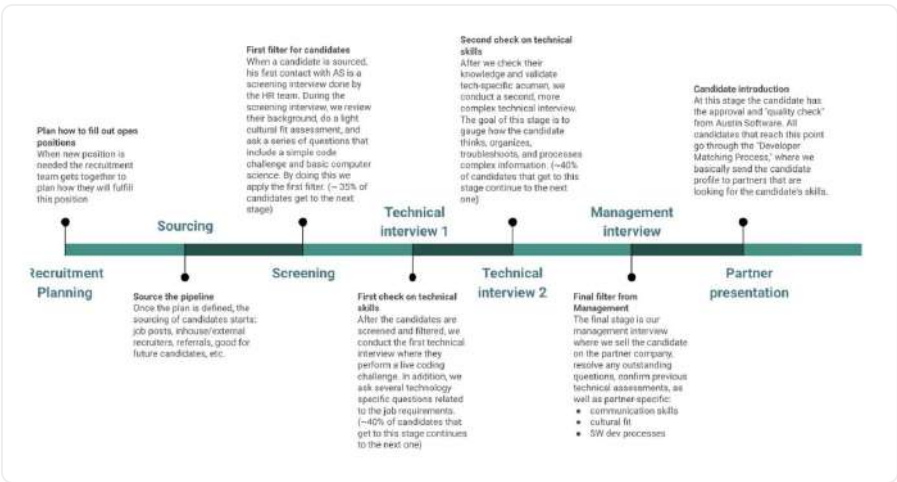 Plan how to fill out open
positions
When new position is
needed the recruitment
team gets together to
plan how they will fulfill
this position
Recruitment
Planning
Sourcing
Source the pipeline
Once the plan is defined, the
sourcing of candidates starts:
job posts, inhouse/external
recruiters, referrals, good for
future candidates, etc.
First filter for candidates
When a candidate is sourced,
his first contact with AS is a
screening interview done by
the HR team. During the
screening interview, we review
their background, do a light
cultural fit assessment, and
ask a series of questions that
include a simple code
challenge and basic computer
science. By doing this we
apply the first filter. (~ 35% of
candidates get to the next
stage)
Screening
Technical
interview 1
First check on technical
skills
After the candidates are
screened and filtered, we
conduct the first technical
interview where they
perform a live coding
challenge. In addition, we
ask several technology
specific questions related
to the job requirements.
(~40% of candidates that
get to this stage continues
to the next one)
Second check on technical
skills
After we check their
knowledge and validate
tech-specific acumen, we
conduct a second, more
complex technical interview.
The goal of this stage is to
gauge how the candidate
thinks, organizes,
troubleshoots, and processes
complex information. (~40%
of candidates that get to this
stage continue to the next
one)
Technical
interview 2
Management
interview
Final filter from
Management
The final stage is our
management interview
where we sell the candidate
on the partner company,
resolve any outstanding
questions, confirm previous
technical assessments, as
well as partner-specific:
• communication skills
• cultural fit
• SW dev processes
Candidate introduction
At this stage the candidate has
the approval and "quality check"
from Austin Software. All
candidates that reach this point
go through the "Developer
Matching Process," where we
basically send the candidate
profile to partners that are
looking for the candidate's skills.
Partner
presentation